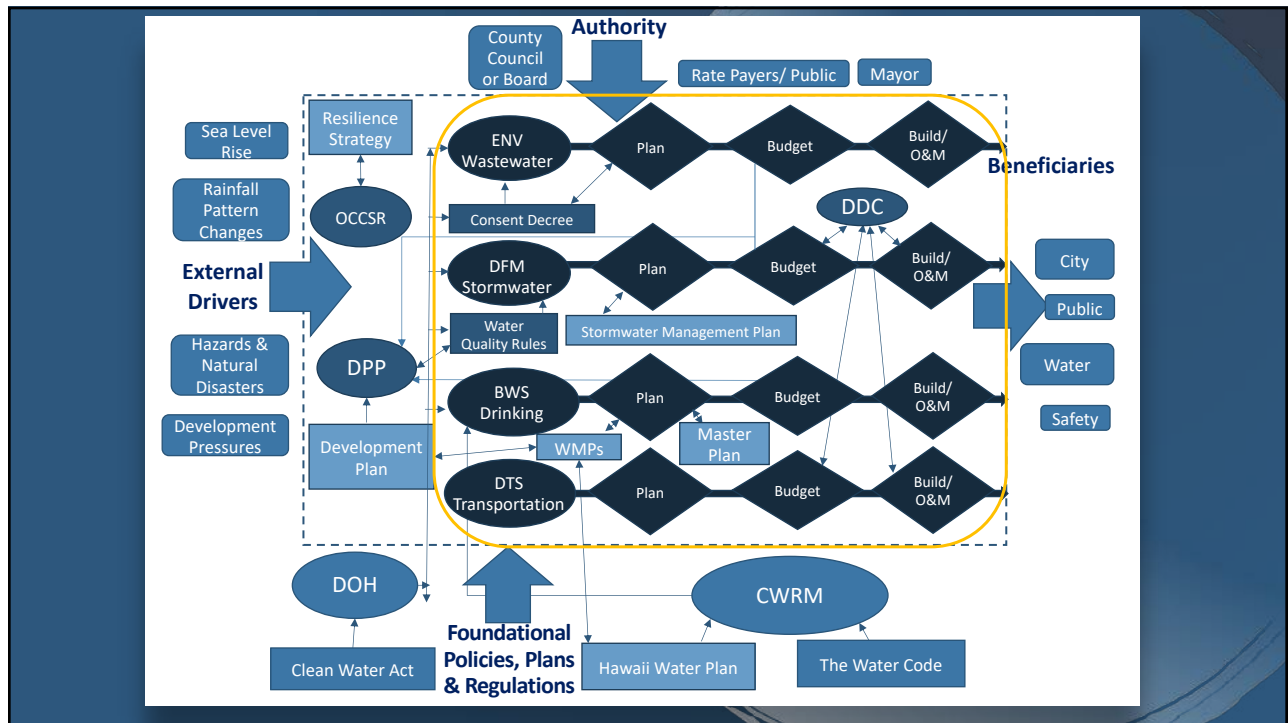 Authority
County
Council
or Board
Rate Payers/ Public
Mayor
Resilience
Strategy
Sea Level
Rise
ENV
Wastewater
Plan
Budget
Build/
O&M
Beneficiaries
Rainfall
Pattern
Changes
OCCSR
Consent Decree
DDC
External
Drivers
DFM
Stormwater
Plan
Budget
Build/
O&M
City
Public
Water
Safety
Water
Quality Rules
Stormwater Management Plan
Hazards &
Natural
Disasters
DPP
BWS
Drinking
Plan
Budget
Build/
O&M
Development
Pressures
Development
Plan
WMPs
Master
Plan
DTS
Transportation
Plan
Budget
Build/
O&M
DOH
CWRM
Foundational
Policies, Plans
& Regulations
Clean Water Act
Hawaii Water Plan
The Water Code